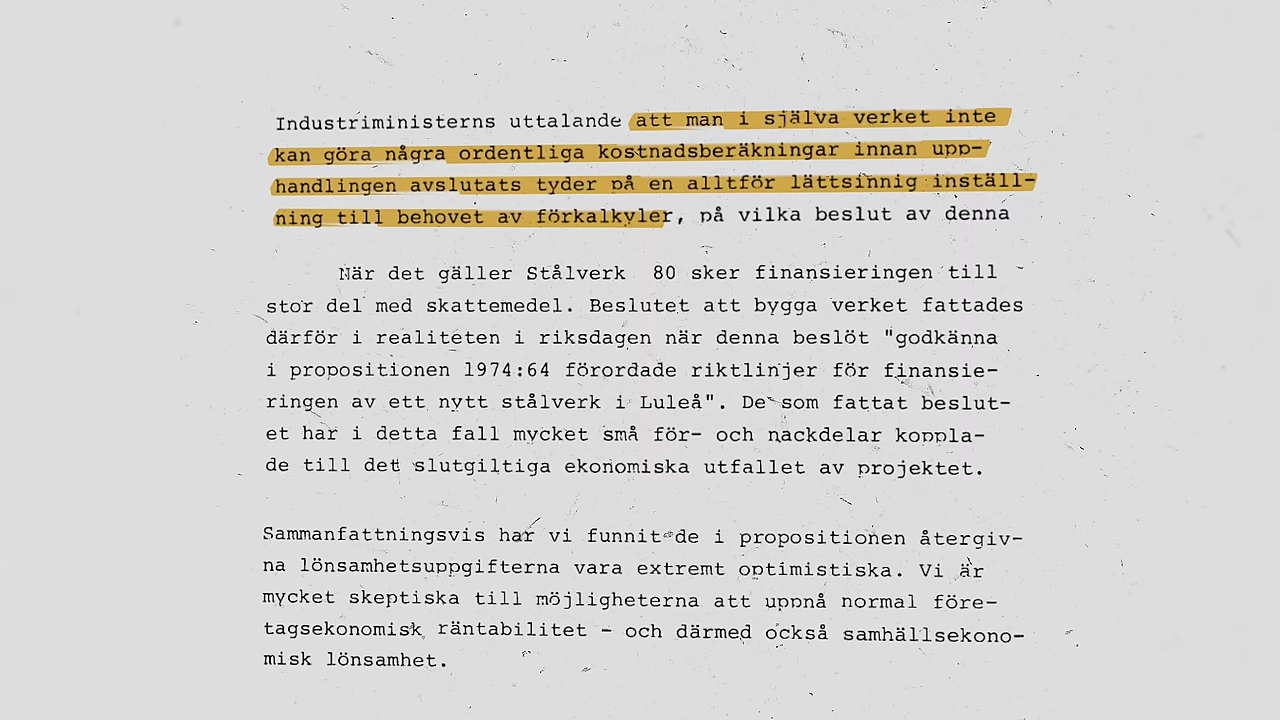 Industriministerns uttalande att man i själva verket inte
kan göra några ordentliga kostnadsberäkningar innan upp-
handlingen avslutats tyder på en alltför lättsinnig inställ-
ning till behovet av förkalkyler, på vilka beslut av denna
När det gäller Stålverk 80 sker finansieringen till
stor del med skattemedel. Beslutet att bygga verket fattades
därför i realiteten i riksdagen när denna beslöt "godkänna
i propositionen 1974:64 förordade riktlinjer för finansie-
ringen av ett nytt stålverk i Luleå". De som fattat beslut-
et har i detta fall mycket små för- och nackdelar koppla-
de till det slutgiltiga ekonomiska utfallet av projektet.
Sammanfattningsvis har vi funnit de i propositionen återgiv-
na lönsamhetsuppgifterna vara extremt optimistiska. Vi är
mycket skeptiska till möjligheterna att uppnå normal före-
tagsekonomisk räntabilitet - och därmed också samhällsekono-
misk lönsamhet.